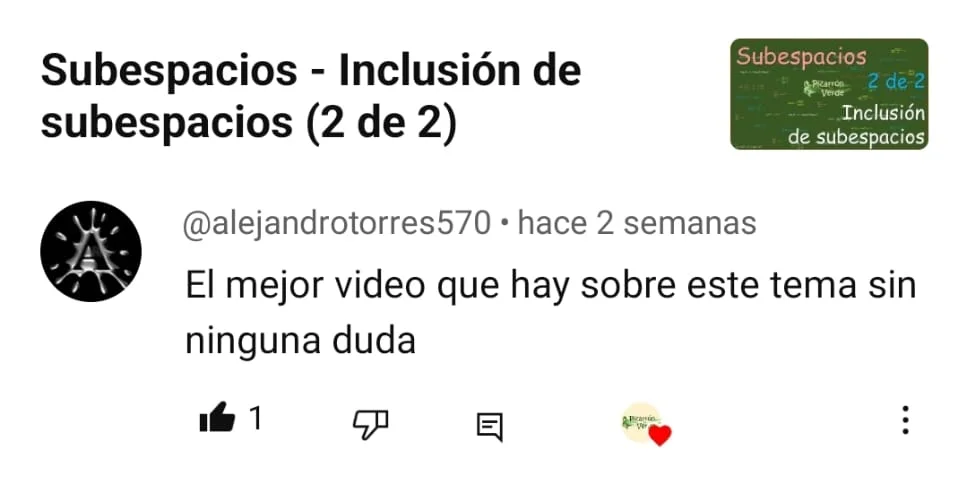 Subespacios - Inclusión de
subespacios (2 de 2)
Subespacios
Pizarrón
Verde
2 de 2
Inclusión
de subespacios
@alejandrotorres570 • hace 2 semanas
El mejor video que hay sobre este tema sin
ninguna duda
1
Pizarrón